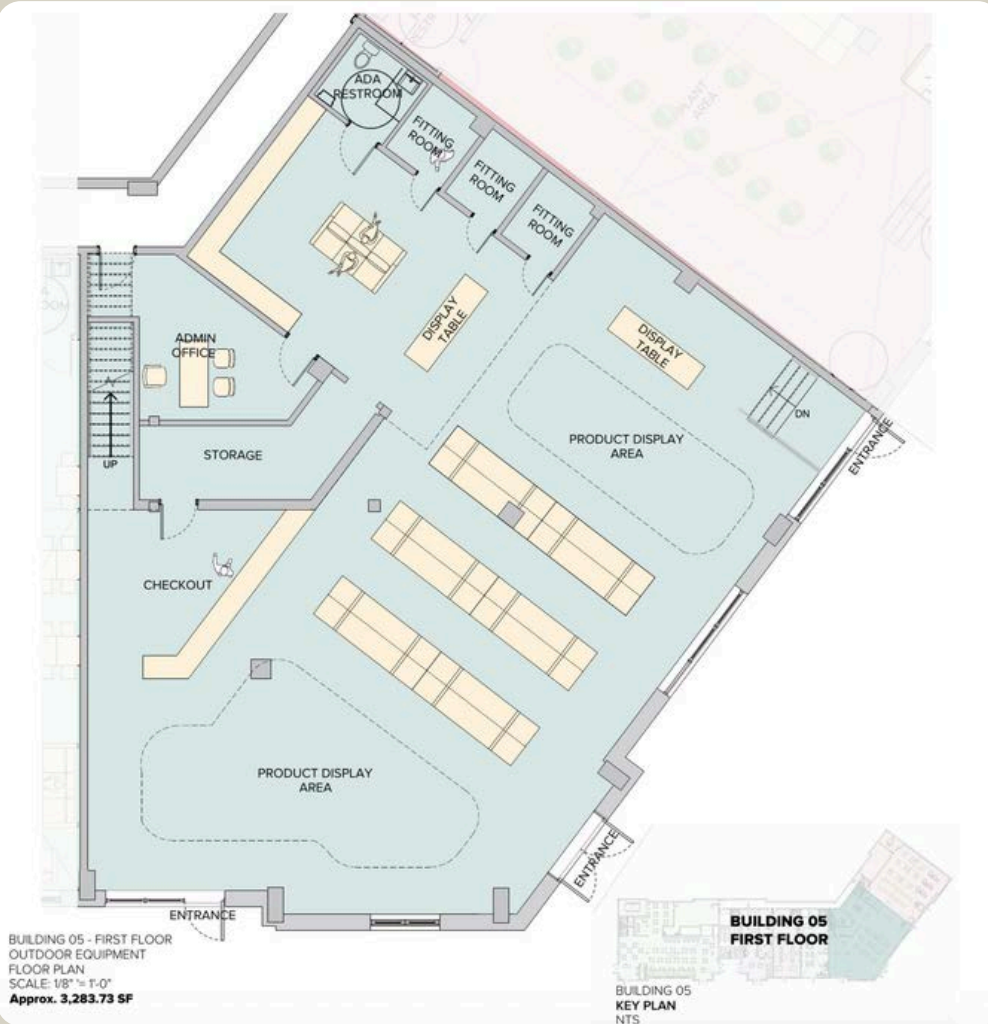 ADA
RESTROOM
FITTING
ROOM
FITTING
ROOM
FITTING
ROOM
PLANT
AREA
DISPLAY
TABLE
DISPLAY
TABLE
ADMIN
OFFICE
UP
STORAGE
PRODUCT DISPLAY
AREA
DN
ENTRANCE
CHECKOUT
PRODUCT DISPLAY
AREA
ENTRANCE
ENTRANCE
BUILDING 05 - FIRST FLOOR
OUTDOOR EQUIPMENT
FLOOR PLAN
SCALE: 1/8" = 1'-0"
Approx. 3,283.73 SF
BUILDING 05
FIRST FLOOR
BUILDING 05
KEY PLAN
NTS